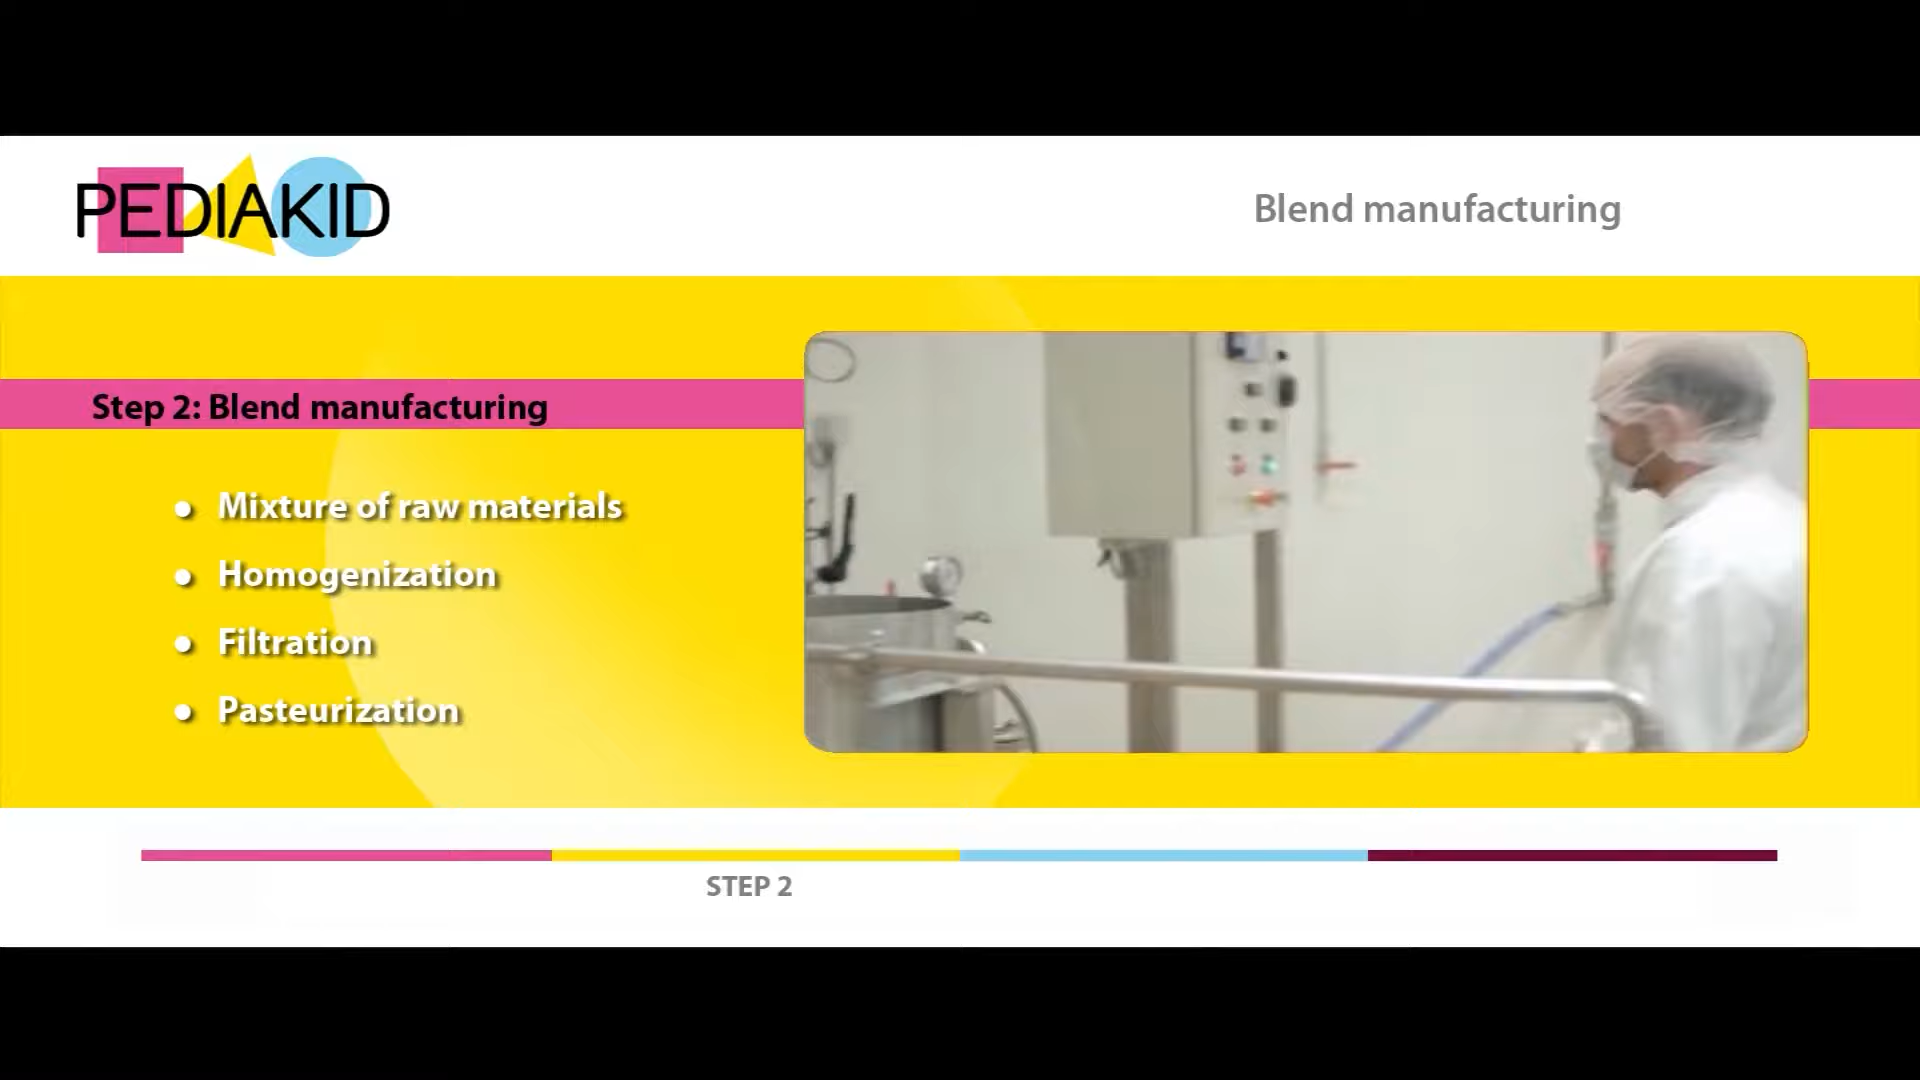 PEDIAKID
Blend manufacturing
Step 2: Blend manufacturing
• Mixture of raw materials
• Homogenization
• Filtration
• Pasteurization
STEP 2